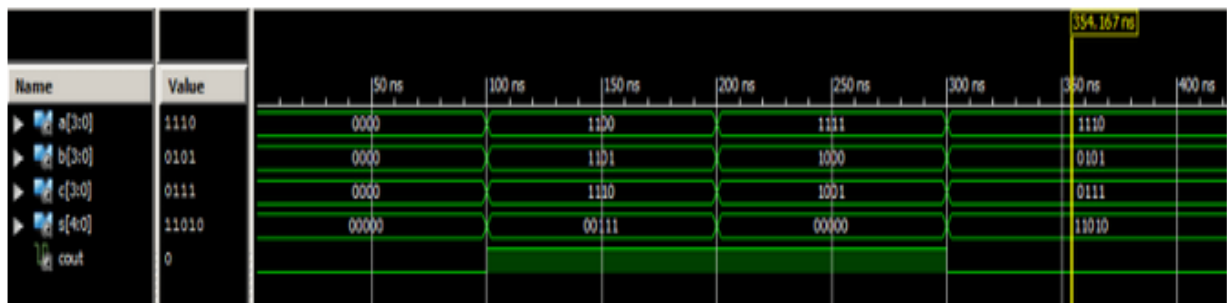 354.167 ns
Name Value 50 ns 100 ns 150 ns 200 ns 250 ns 300 ns 350 ns 400 ns
a[3:0] 1110 0000 1100 1111 1110
b[3:0] 0101 0000 1101 1000 0101
c[3:0] 0111 0000 1110 1001 0111
s[4:0] 11010 00000 00111 00000 11010
cout 0